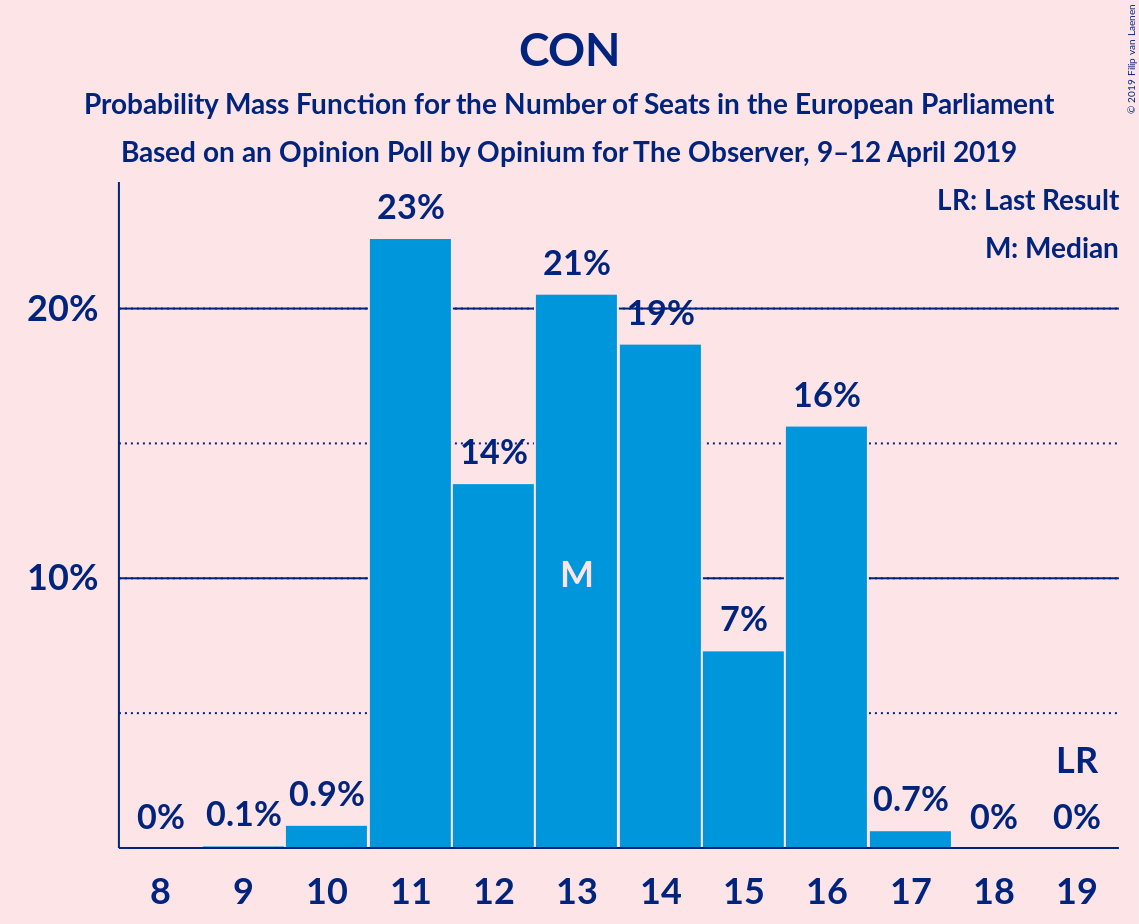 CON
Probability Mass Function for the Number of Seats in the European Parliament
Based on an Opinion Poll by Opinium for The Observer, 9–12 April 2019
© 2019 Filip van Laenen
LR: Last Result
M: Median
20%
10%
0%
0.1%
0.9%
23%
14%
21%
19%
7%
16%
0.7%
0%
0%
M
LR
8 9 10 11 12 13 14 15 16 17 18 19